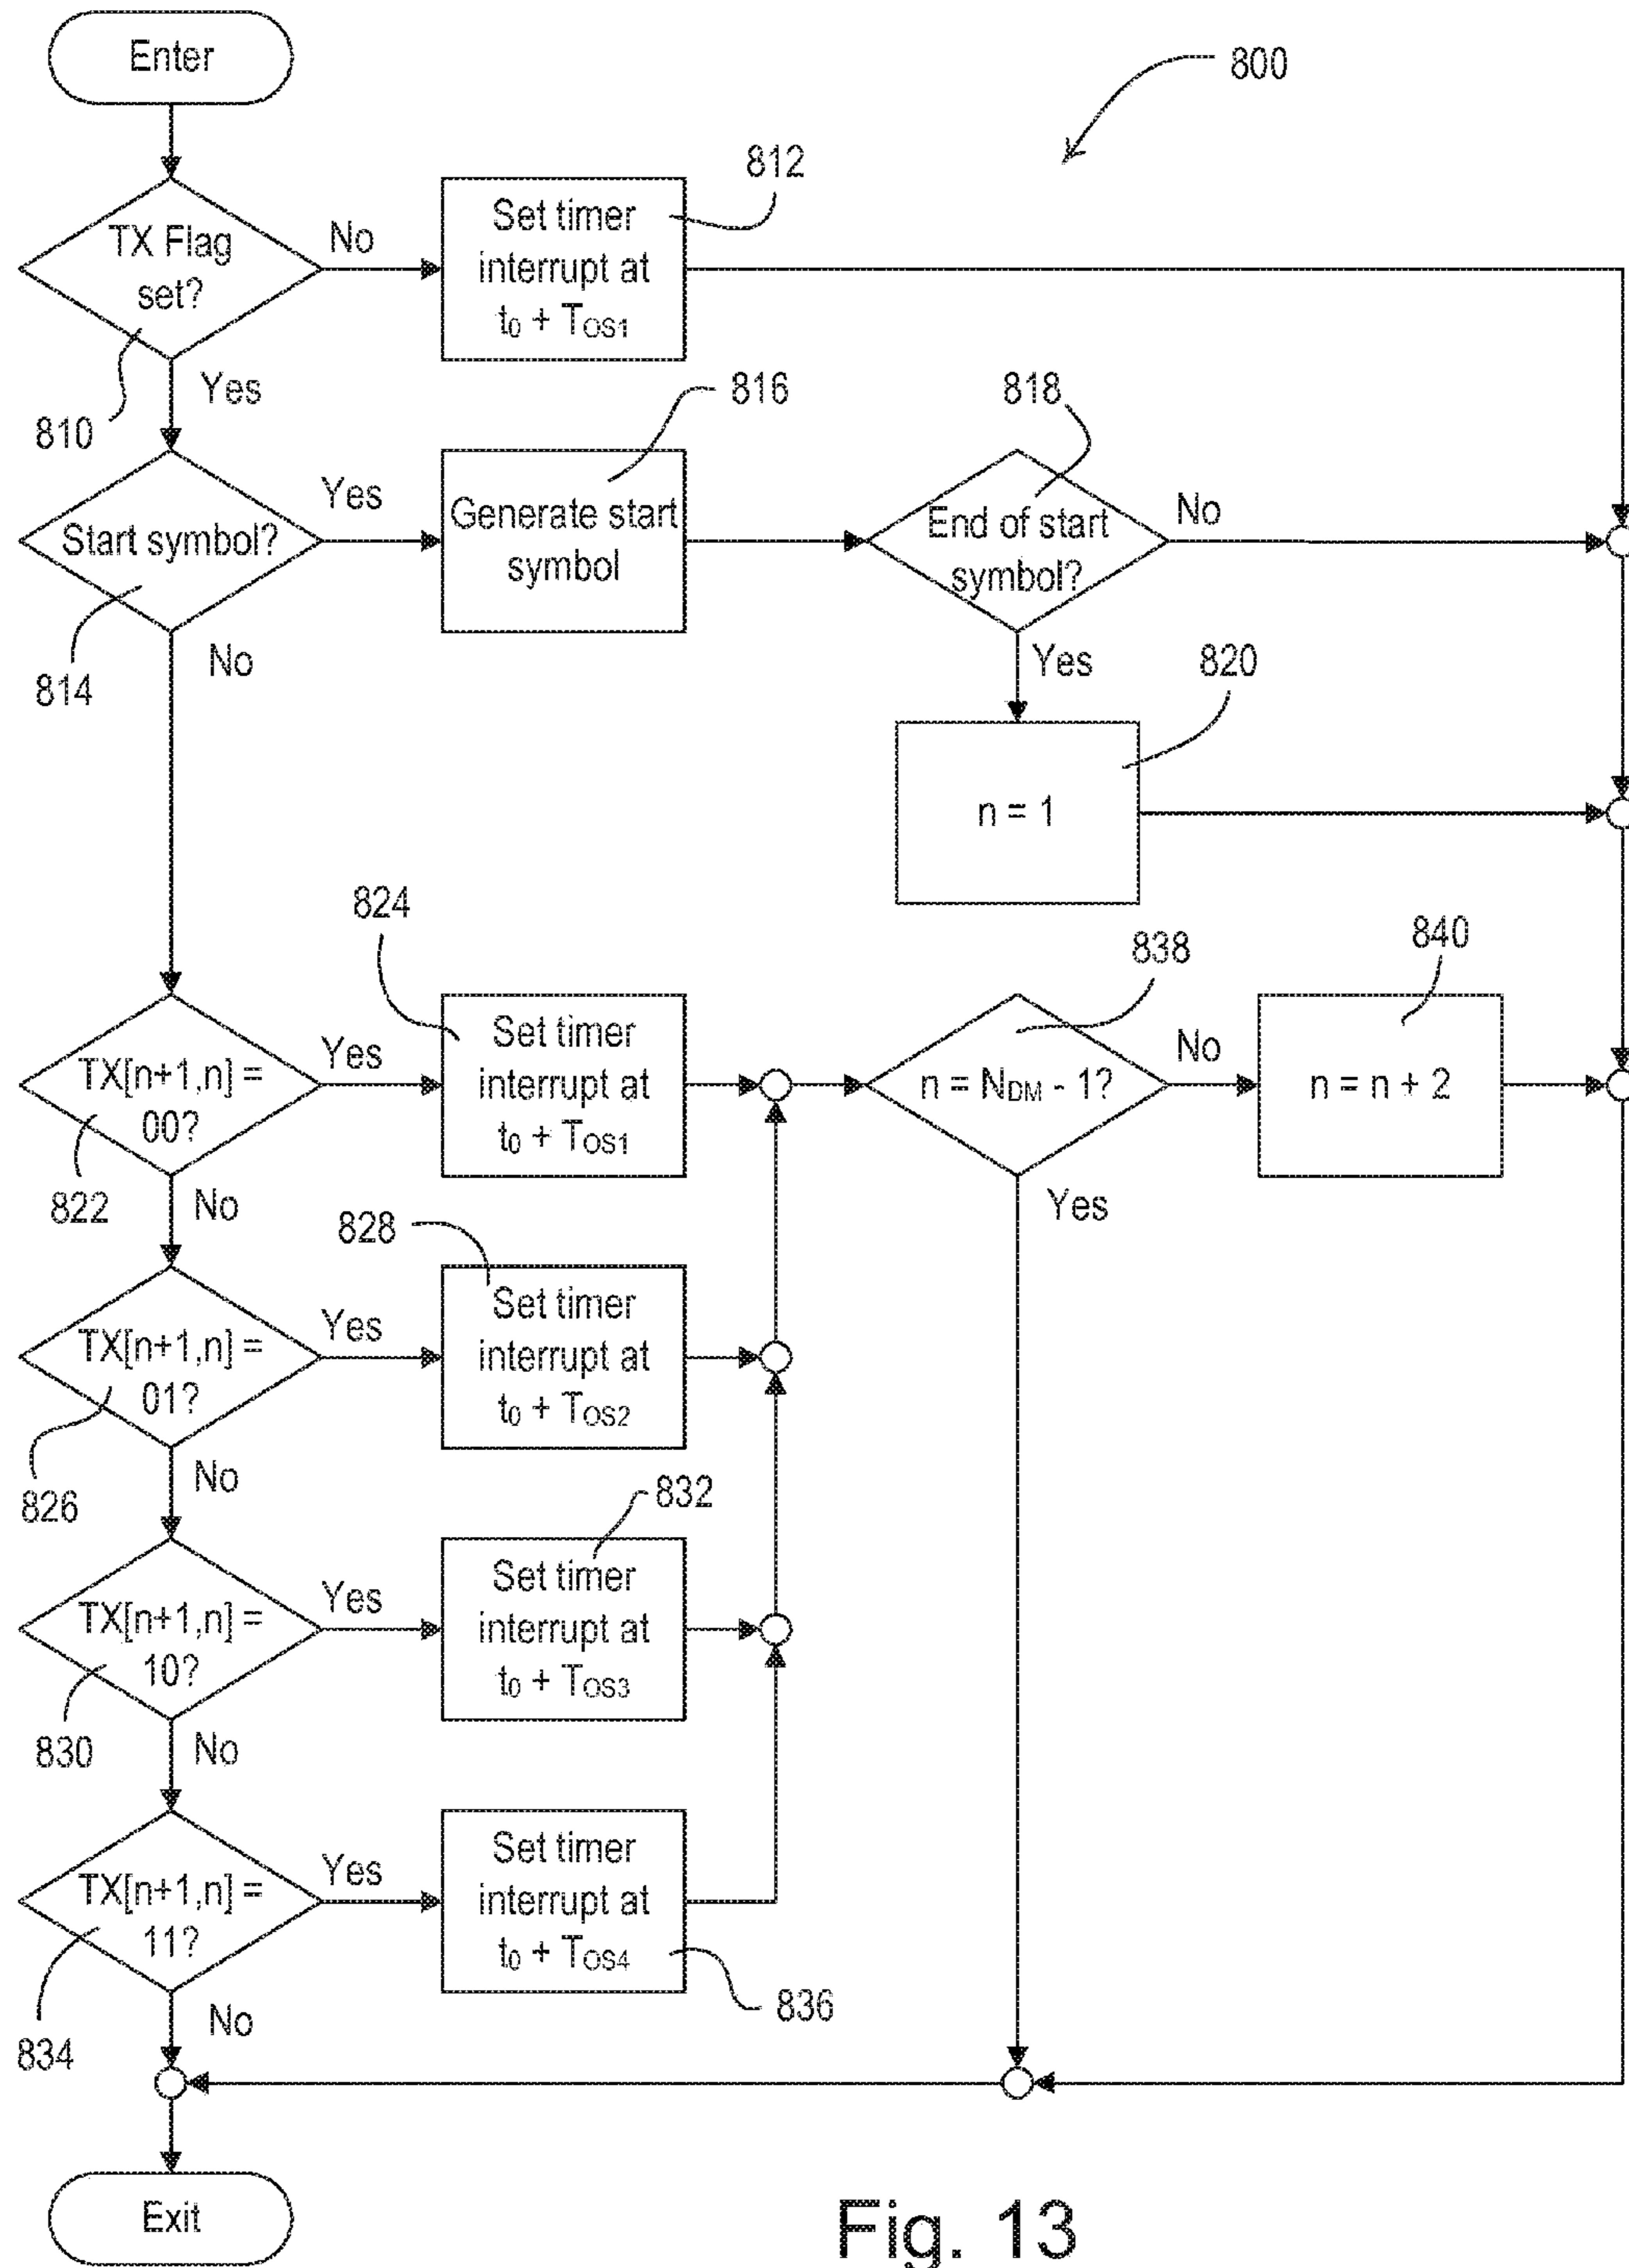 Enter
800
TX Flag
set?
No
Set timer
interrupt at
t0 + TOS1
812
810
Yes
Start symbol?
Yes
Generate start
symbol
816
End of start
symbol?
818
No
814
No
Yes
820
n = 1
TX[n+1,n] =
00?
Yes
824
Set timer
interrupt at
t0 + TOS1
n = NDM - 1?
838
No
840
n = n + 2
822
No
Yes
828
TX[n+1,n] =
01?
Yes
Set timer
interrupt at
t0 + TOS2
826
No
832
TX[n+1,n] =
10?
Yes
Set timer
interrupt at
t0 + TOS3
830
No
TX[n+1,n] =
11?
Yes
Set timer
interrupt at
t0 + TOS4
836
834
No
Exit
Fig. 13